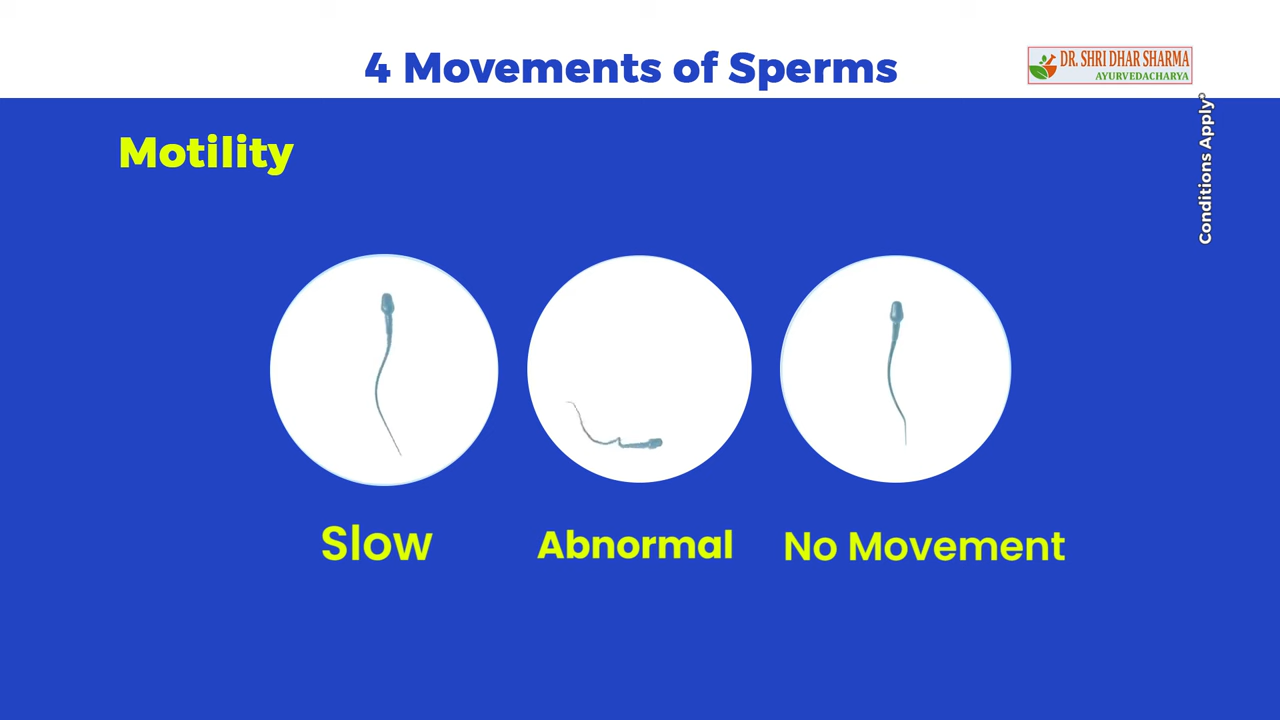 4 Movements of Sperms
DR. SHRI DHAR SHARMA
AYURVEDACHARYA
Conditions Apply°
Motility
Slow
Abnormal
No Movement